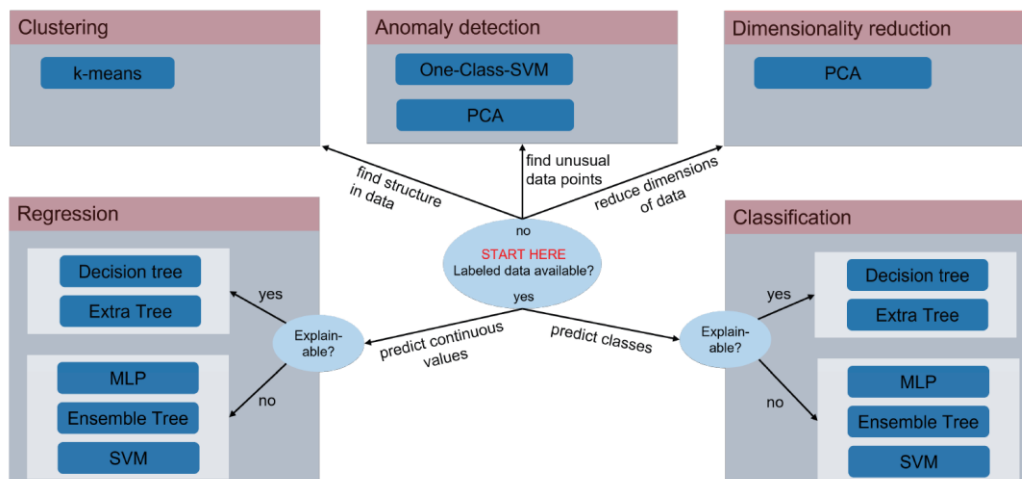 Clustering
k-means
Anomaly detection
One-Class-SVM
PCA
Dimensionality reduction
PCA
find structure
in data
find unusual
data points
reduce dimensions
of data
no
START HERE
Labeled data available?
yes
predict continuous
values
predict classes
Regression
Decision tree
Extra Tree
yes
Explain-
able?
no
MLP
Ensemble Tree
SVM
Classification
Decision tree
Extra Tree
yes
Explain-
able?
no
MLP
Ensemble Tree
SVM